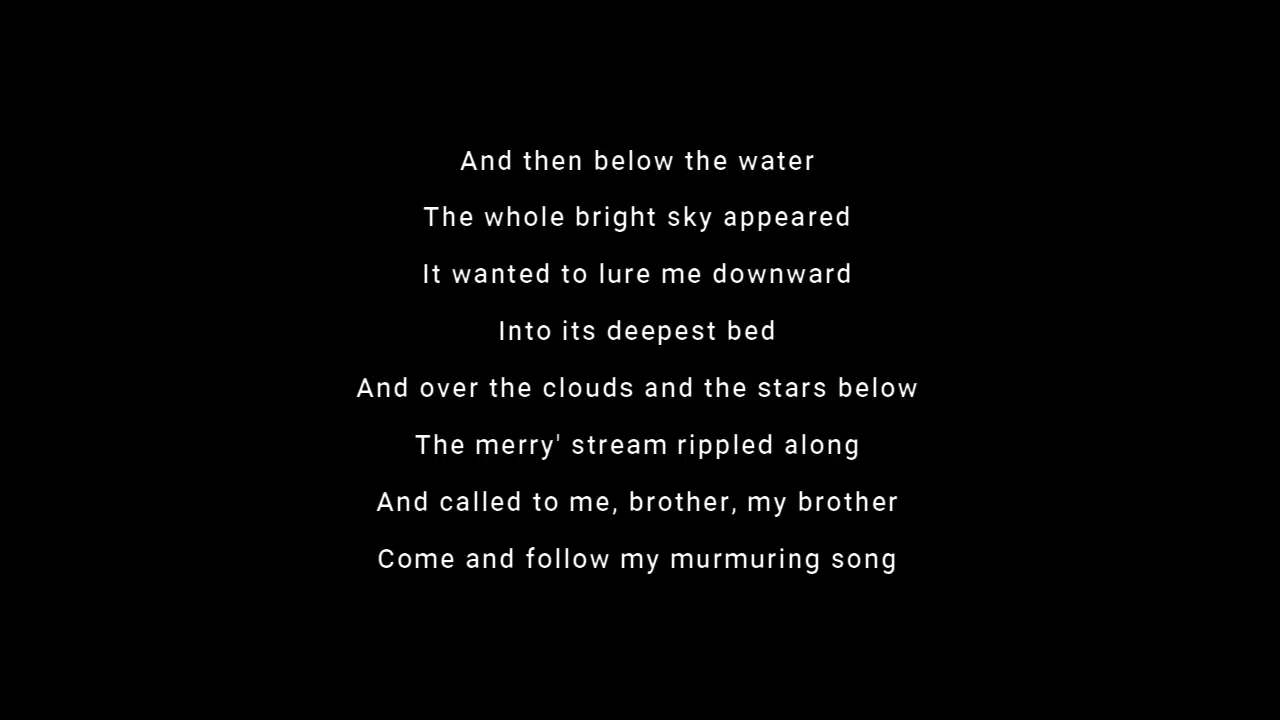 And then below the water
The whole bright sky appeared
It wanted to lure me downward
Into its deepest bed
And over the clouds and the stars below
The merry' stream rippled along
And called to me, brother, my brother
Come and follow my murmuring song